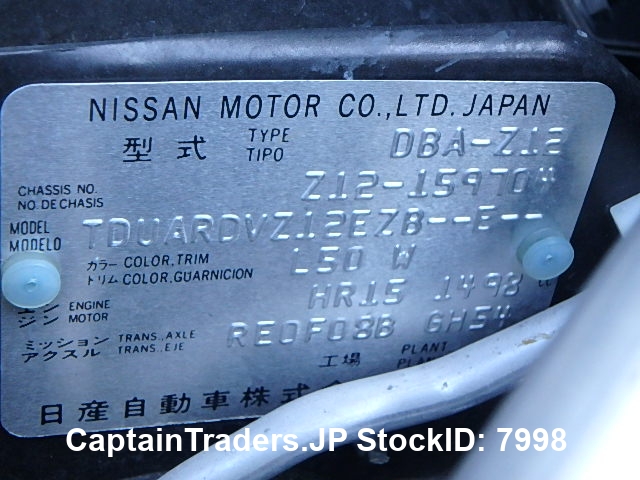 NISSAN MOTOR CO.,LTD. JAPAN
型式 TYPE TIPO DBA-Z12
CHASSIS NO. NO DE CHASIS Z12-159704
MODEL MODELO TDUARDVZ12EZB--E--
カラー COLOR,TRIM トリム COLOR,GUARNICION L50 W
エンジン ENGINE MOTOR HR15 1498 cc
ミッション アクスル TRANS.,AXLE TRANS.,EJE RE0F08B GH54
工場 PLANT
日産自動車株式会
CaptainTraders.JP StockID: 7998